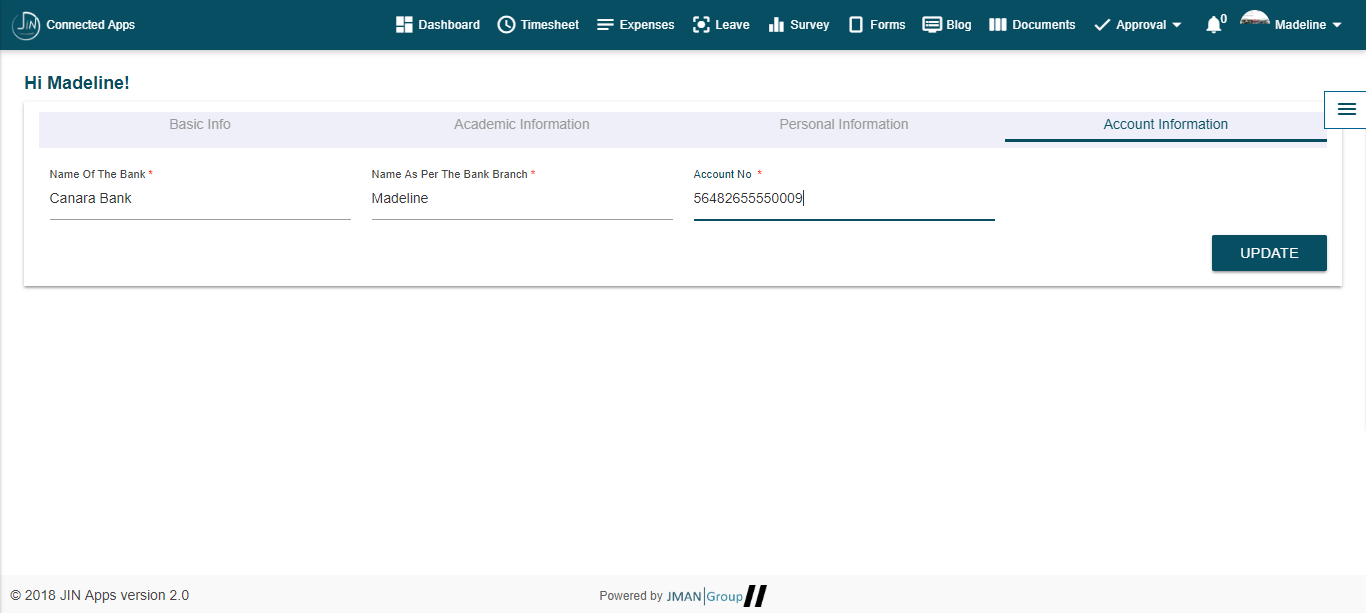 JIN Connected Apps Dashboard Timesheet Expenses Leave Survey Forms Blog Documents Approval 0 Madeline
Hi Madeline!
Basic Info Academic Information Personal Information Account Information
Name Of The Bank * Name As Per The Bank Branch * Account No *
Canara Bank Madeline 56482655550009
UPDATE
© 2018 JIN Apps version 2.0 Powered by JMAN|Group